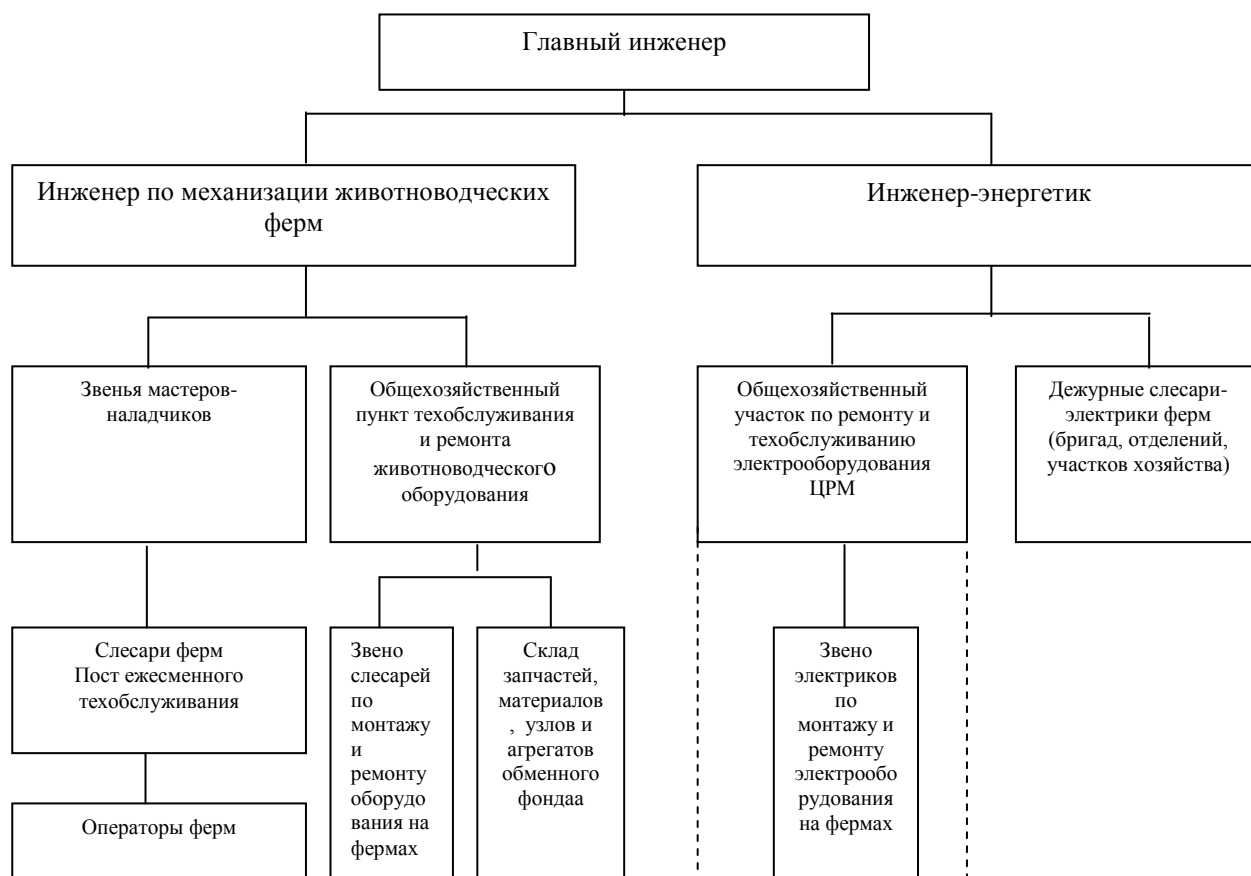 Главный инженер
Инженер по механизации животноводческих
ферм
Инженер-энергетик
Звенья мастеров-
наладчиков
Общехозяйственный
пункт техобслуживания
и ремонта
животноводческого
оборудования
Общехозяйственный
участок по ремонту и
техобслуживанию
электрооборудования
ЦРМ
Дежурные слесари-
электрики ферм
(бригад, отделений,
участков хозяйства)
Слесари ферм
Пост ежесменного
техобслуживания
Звено
слесарей
по
монтажу
и
ремонту
оборудо
вания на
фермах
Склад
запчастей,
материалов
, узлов и
агрегатов
обменного
фондаа
Звено
электриков
по
монтажу и
ремонту
электрообо
рудования
на фермах
Операторы ферм